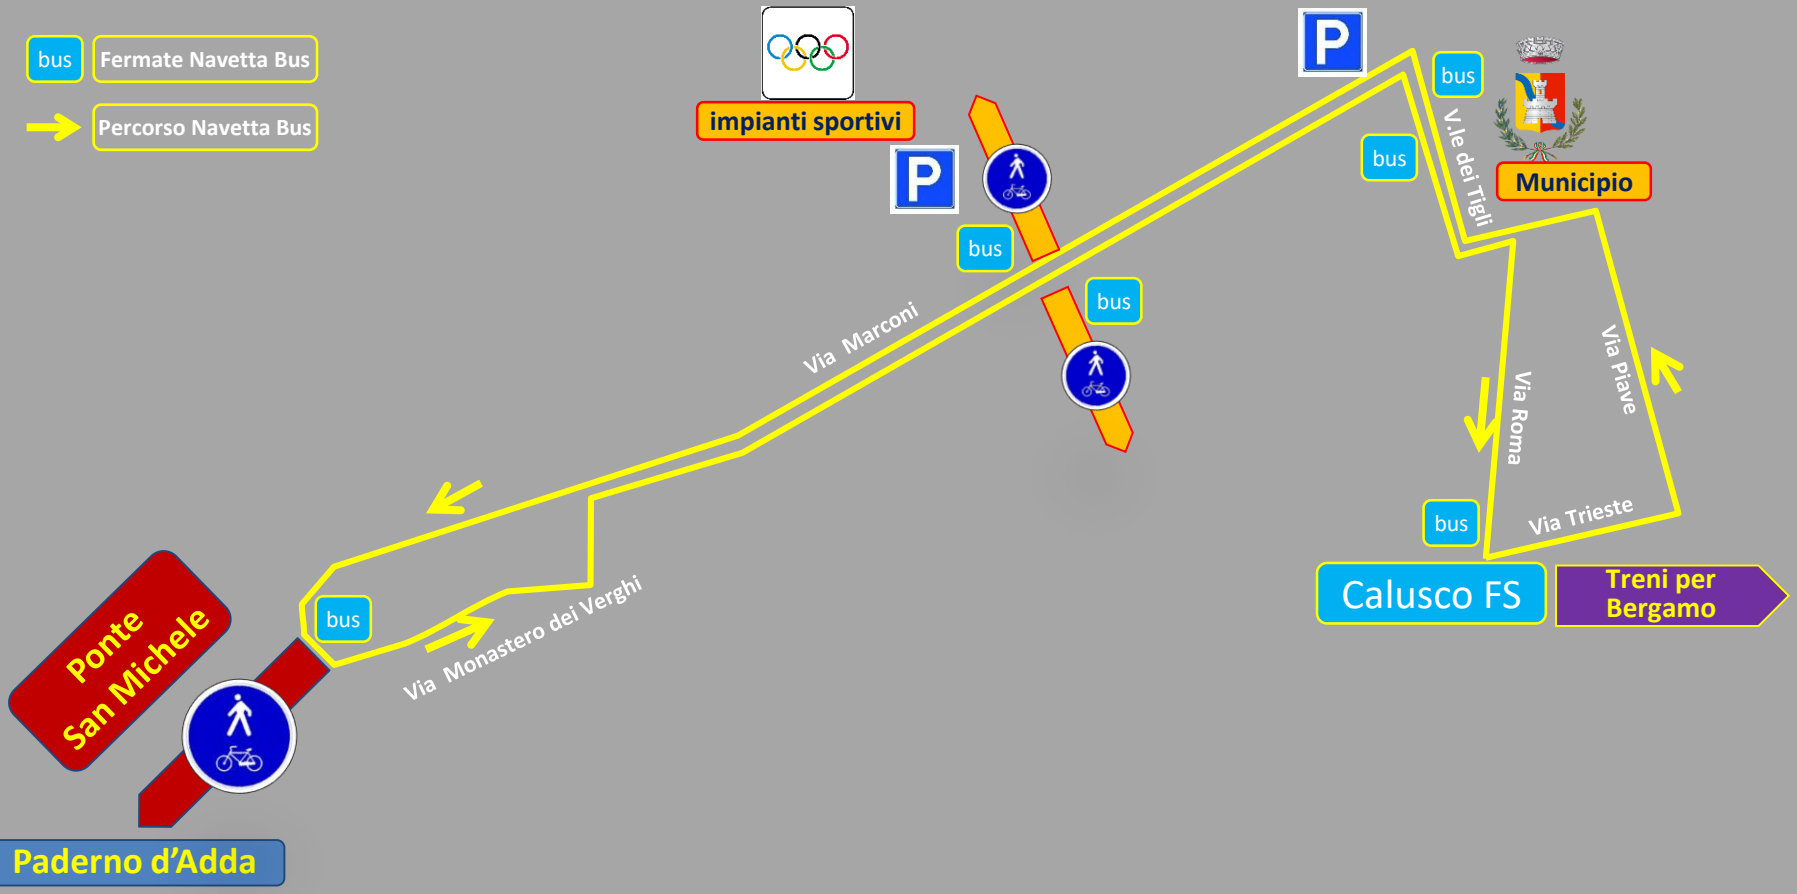 bus
Fermate Navetta Bus
Percorso Navetta Bus
impianti sportivi
P
P
bus
bus
V.le dei Tigli
Municipio
bus
bus
Via Marconi
Via Roma
Via Piave
bus
Via Trieste
Calusco FS
Treni per
Bergamo
bus
Via Monastero dei Verghi
Ponte
San Michele
Paderno d'Adda